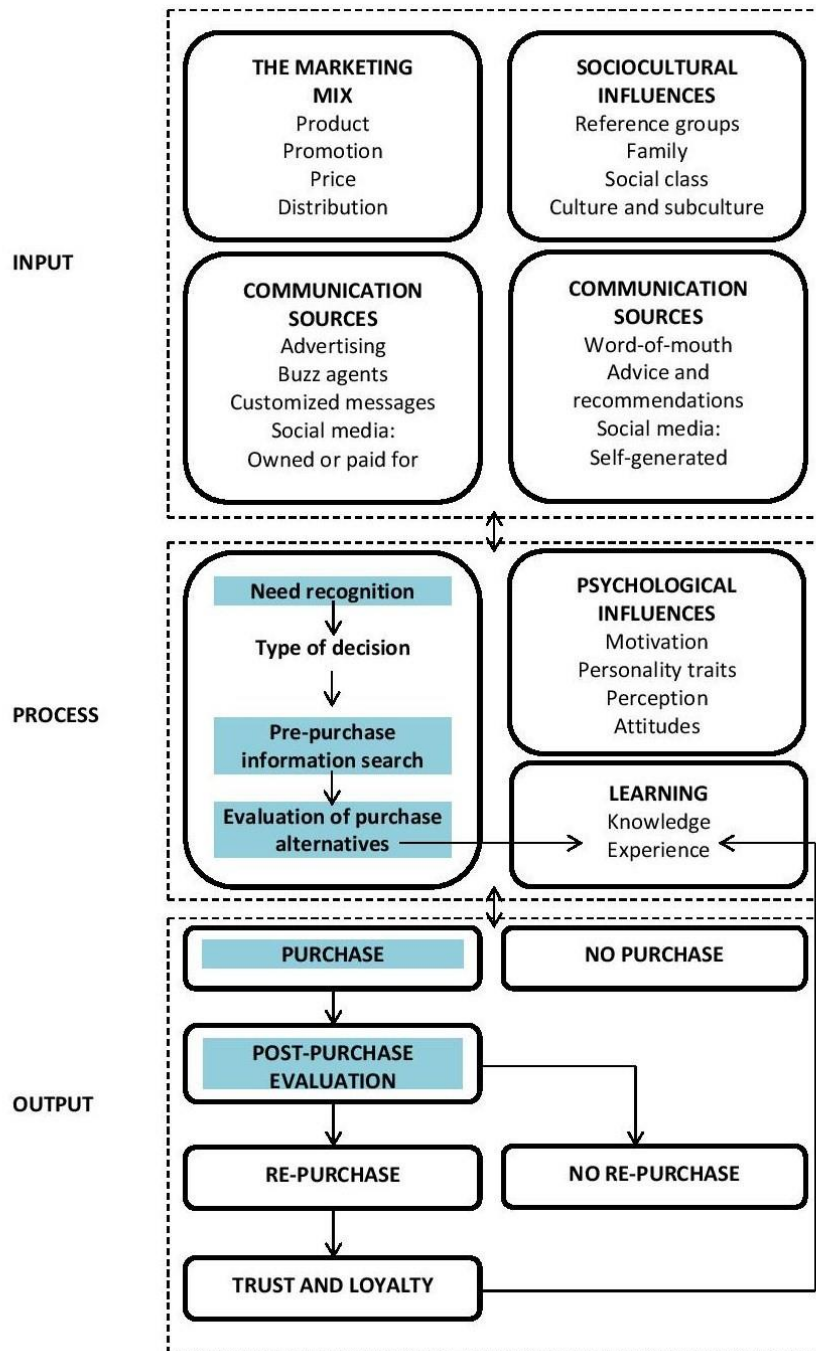 THE MARKETING
MIX
Product
Promotion
Price
Distribution
SOCIOCULTURAL
INFLUENCES
Reference groups
Family
Social class
Culture and subculture
INPUT
COMMUNICATION
SOURCES
Advertising
Buzz agents
Customized messages
Social media:
Owned or paid for
COMMUNICATION
SOURCES
Word-of-mouth
Advice and
recommendations
Social media:
Self-generated
PROCESS
Need recognition
Type of decision
Pre-purchase
information search
Evaluation of purchase
alternatives
PSYCHOLOGICAL
INFLUENCES
Motivation
Personality traits
Perception
Attitudes
LEARNING
Knowledge
Experience
OUTPUT
PURCHASE
NO PURCHASE
POST-PURCHASE
EVALUATION
RE-PURCHASE
NO RE-PURCHASE
TRUST AND LOYALTY